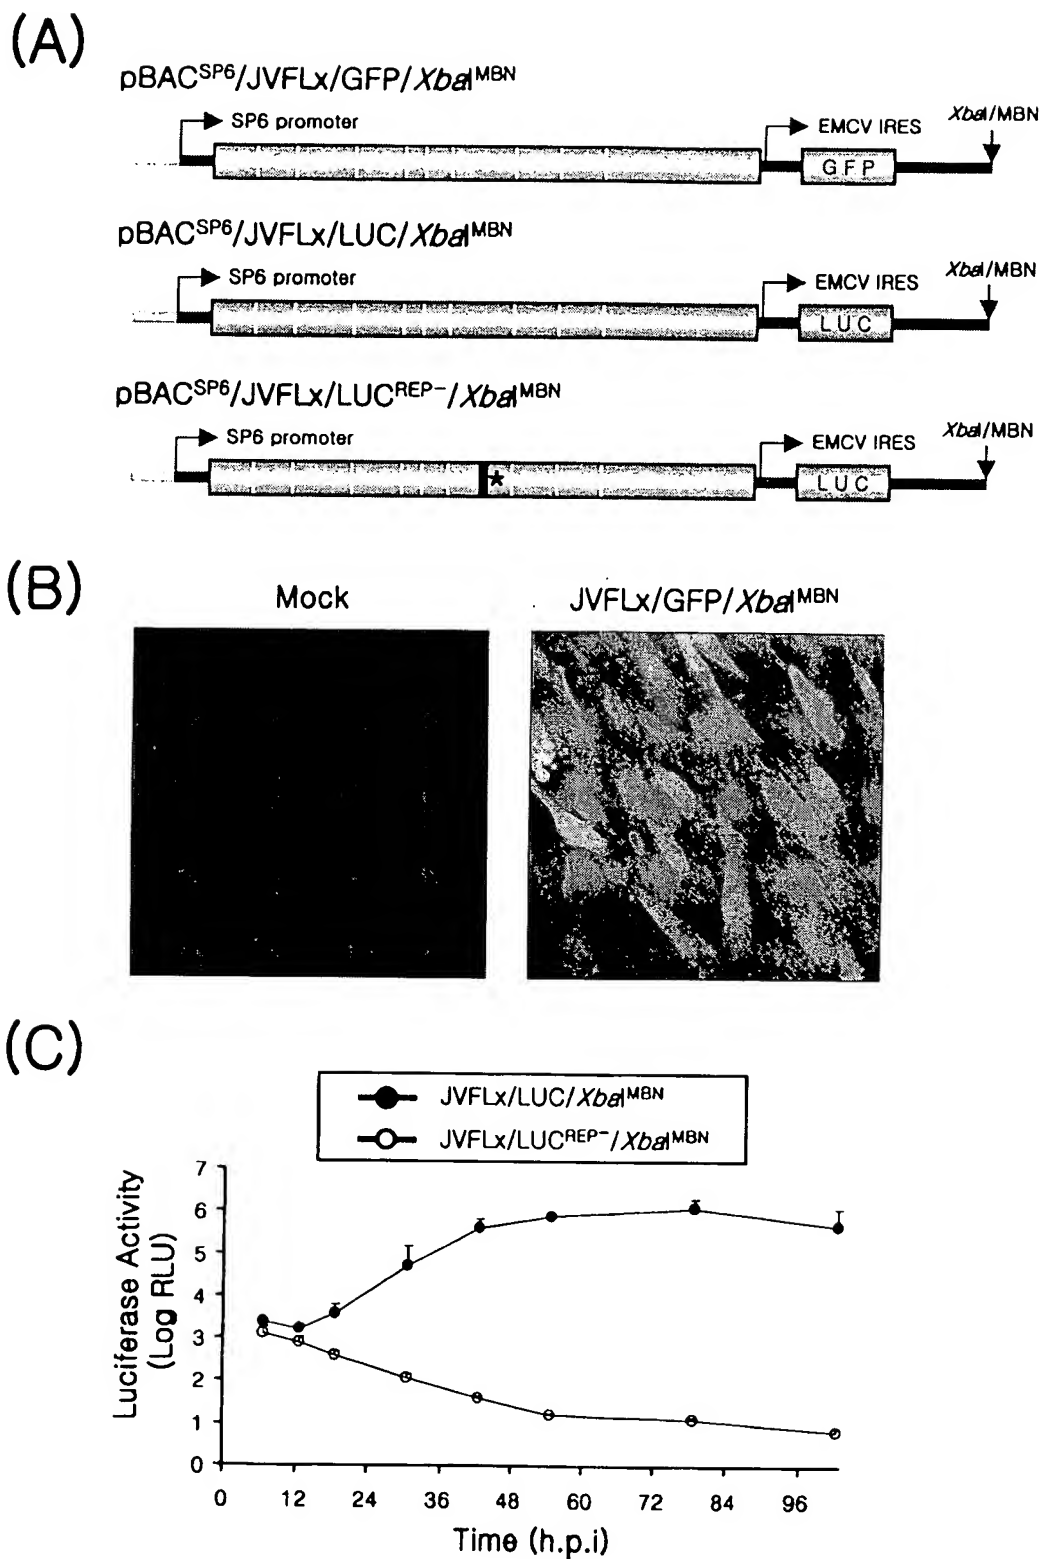 (A)
pBACSP6/JVFLx/GFP/XbaIMBN
SP6 promoter
EMCV IRES
XbaI/MBN
GFP
pBACSP6/JVFLx/LUC/XbaIMBN
SP6 promoter
EMCV IRES
XbaI/MBN
LUC
pBACSP6/JVFLx/LUCREP-/XbaIMBN
SP6 promoter
EMCV IRES
XbaI/MBN
*
LUC
(B)
Mock
JVFLx/GFP/XbaIMBN
(C)
JVFLx/LUC/XbaIMBN
JVFLx/LUCREP-/XbaIMBN
Luciferase Activity
(Log RLU)
7
6
5
4
3
2
1
0
0 12 24 36 48 60 72 84 96
Time (h.p.i)